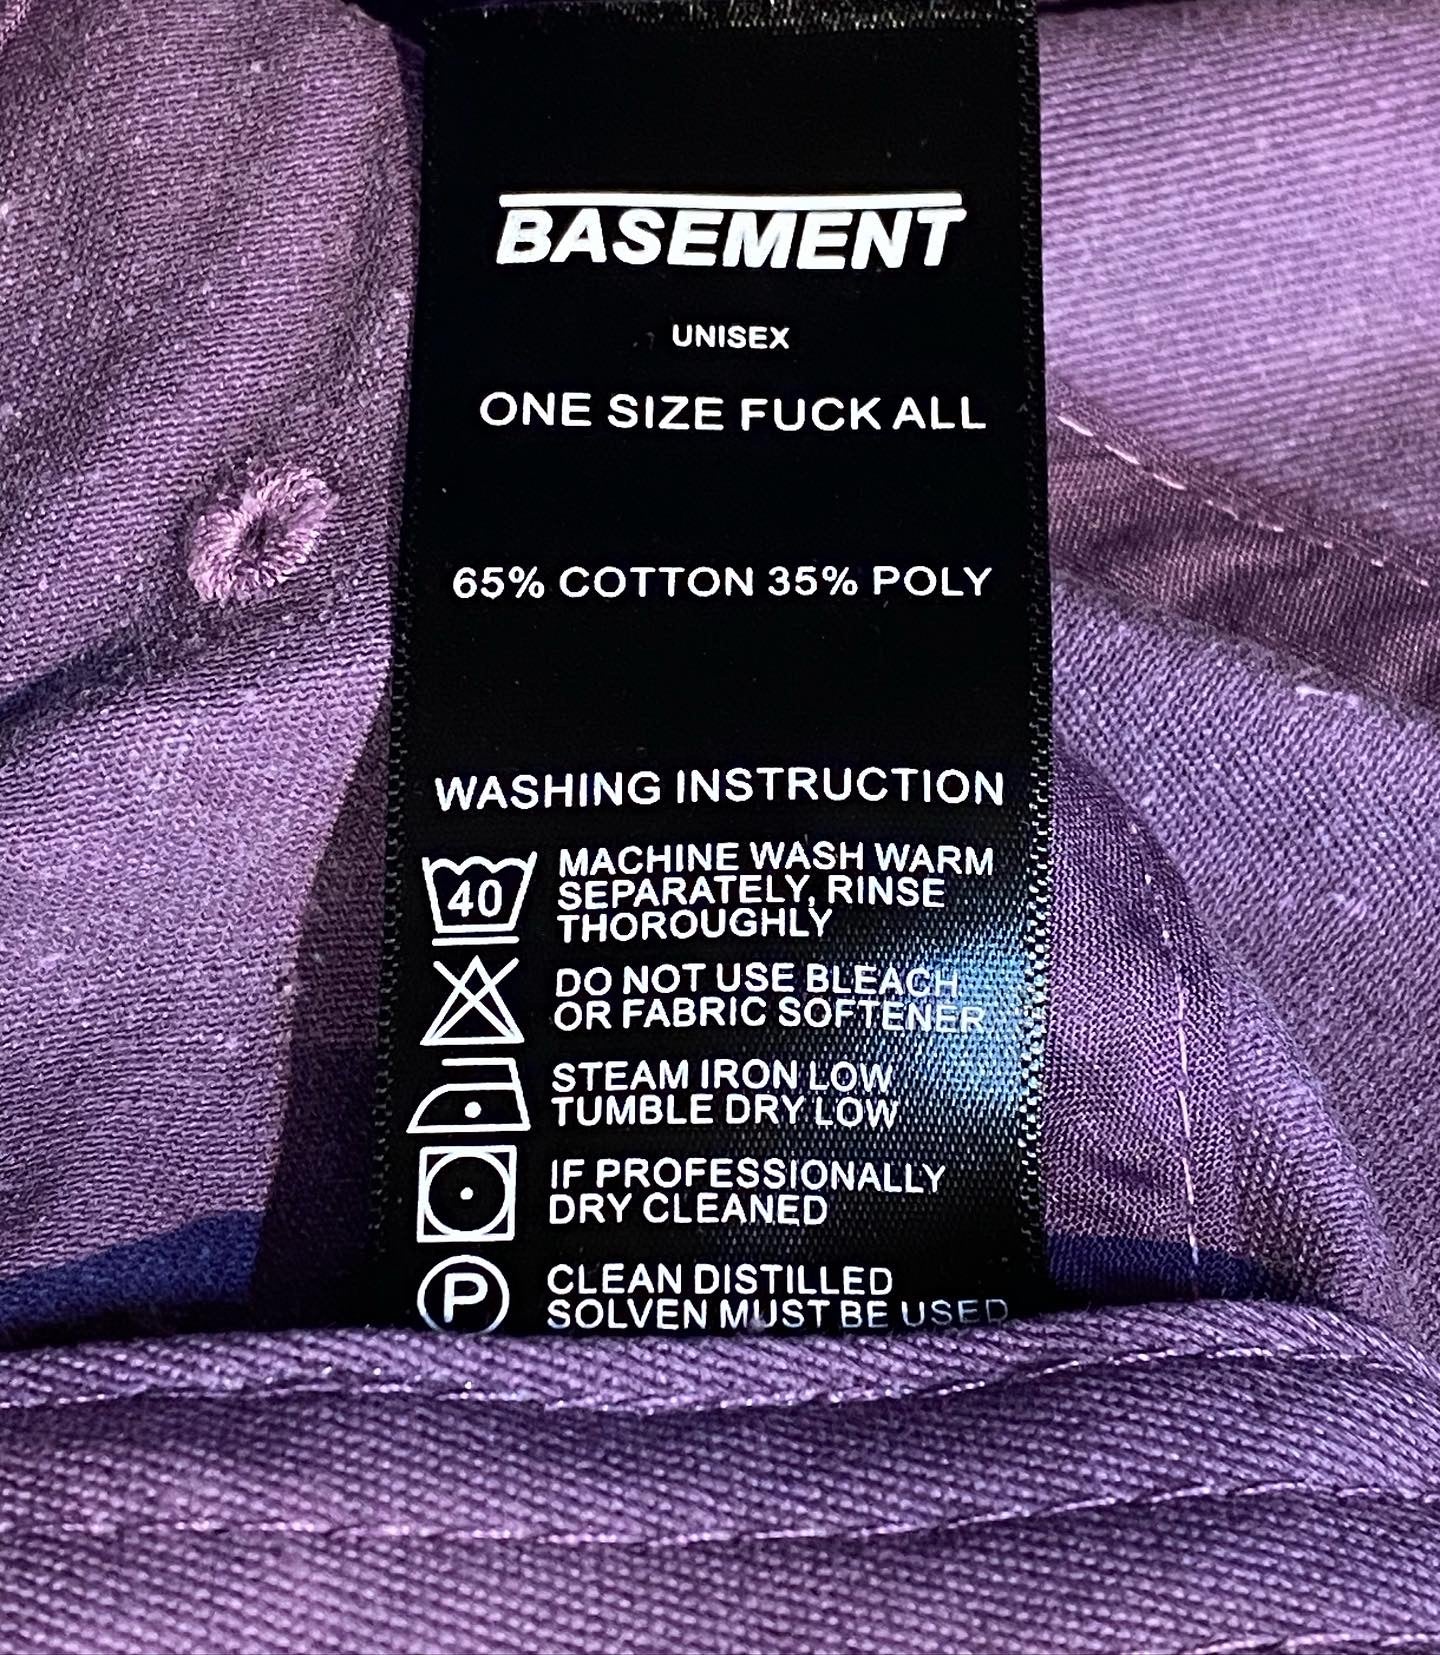 BASEMENT
UNISEX
ONE SIZE FUCK ALL
65% COTTON 35% POLY
WASHING INSTRUCTION
40
MACHINE WASH WARM
SEPARATELY, RINSE
THOROUGHLY
DO NOT USE BLEACH
OR FABRIC SOFTENER
STEAM IRON LOW
TUMBLE DRY LOW
IF PROFESSIONALLY
DRY CLEANED
P
CLEAN DISTILLED
SOLVEN MUST BE USED